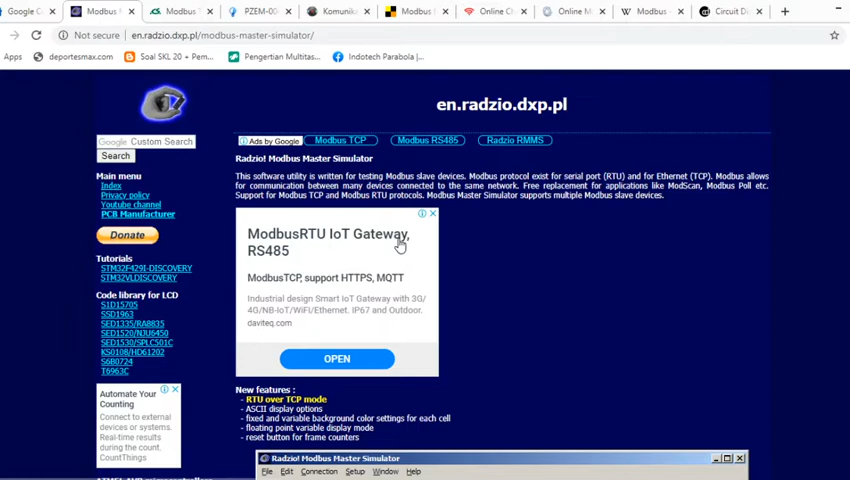 Google C
Modbus M
Modbus T
PZEM-00
Komunik
Modbus
Online Ch
Online M
Modbus
Circuit D
Not secure
en.radzio.dxp.pl/modbus-master-simulator/
Apps
deportesmax.com
Soal SKL 20 + Pem...
Pengertian Multitas...
Indotech Parabola |...
en.radzio.dxp.pl
Google Custom Search
Search
Ads by Google
Modbus TCP
Modbus RS485
Radzio RMMS
Radzio! Modbus Master Simulator
This software utility is written for testing Modbus slave devices. Modbus protocol exist for serial port (RTU) and for Ethernet (TCP). Modbus allows
for communication between many devices connected to the same network. Free replacement for applications like ModScan, Modbus Poll etc.
Support for Modbus TCP and Modbus RTU protocols. Modbus Master Simulator supports multiple Modbus slave devices.
Main menu
Index
Privacy policy
Youtube channel
PCB Manufacturer
Donate
Tutorials
STM32F429I-DISCOVERY
STM32VLDISCOVERY
Code library for LCD
S1D15705
SSD1963
SED1335/RA8835
SED1520/NJU6450
SED1530/SPLC501C
KS0108/HD61202
S6B0724
T6963C
Automate Your
Counting
Connect to external
devices or systems.
Real-time results
during the count.
CountThings
ModbusRTU IoT Gateway,
RS485
ModbusTCP, support HTTPS, MQTT
Industrial design Smart IoT Gateway with 3G/
4G/NB-IoT/WiFi/Ethernet. IP67 and Outdoor.
daviteq.com
OPEN
New features :
- RTU over TCP mode
- ASCII display options
- fixed and variable background color settings for each cell
- floating point variable display mode
- reset button for frame counters
Radzio! Modbus Master Simulator
File Edit Connection Setup Window Help